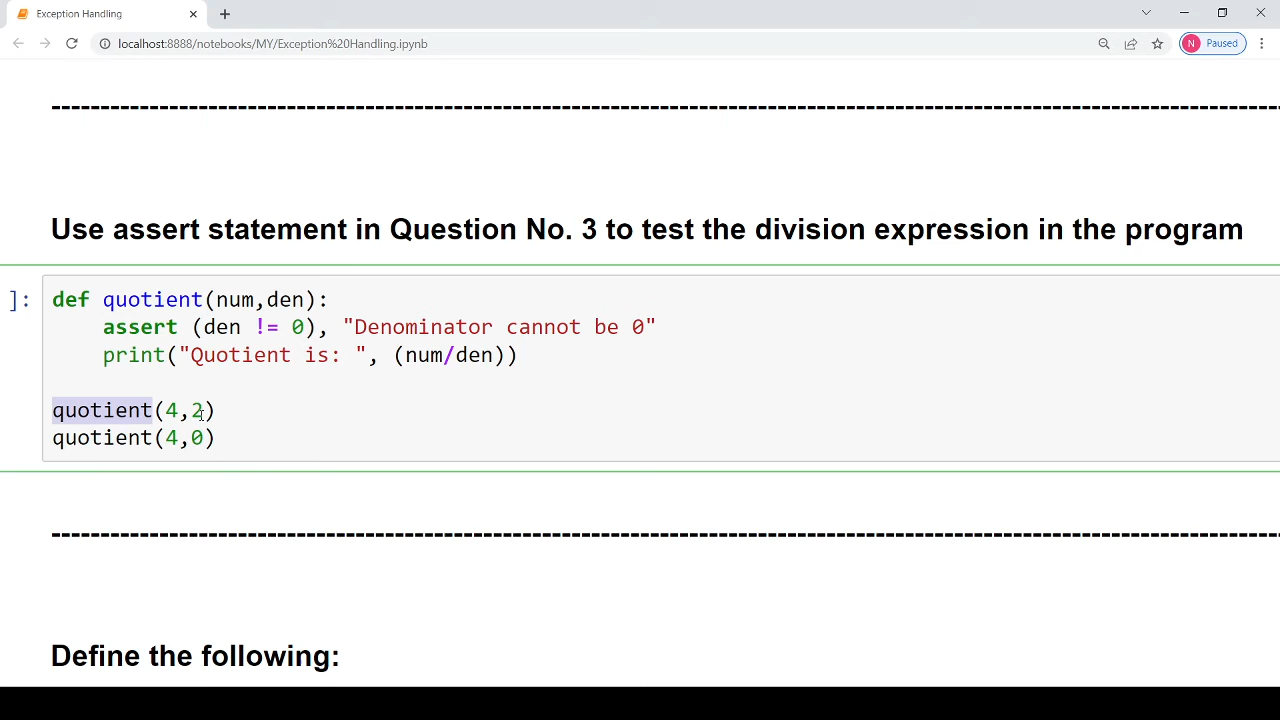 Exception Handling
localhost:8888/notebooks/MY/Exception%20Handling.ipynb
N Paused
--------------------------------------------------------------------------------
Use assert statement in Question No. 3 to test the division expression in the program
]: def quotient(num,den):
assert (den != 0), "Denominator cannot be 0"
print("Quotient is: ", (num/den))
quotient(4,2)
quotient(4,0)
--------------------------------------------------------------------------------
Define the following: